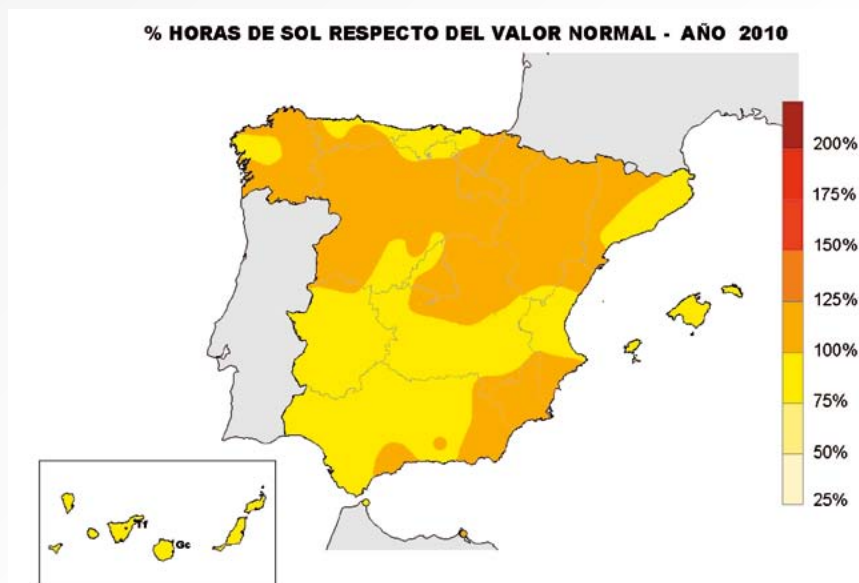 % HORAS DE SOL RESPECTO DEL VALOR NORMAL - AÑO 2010
200%
175%
150%
125%
100%
75%
50%
25%
Tf
Gc